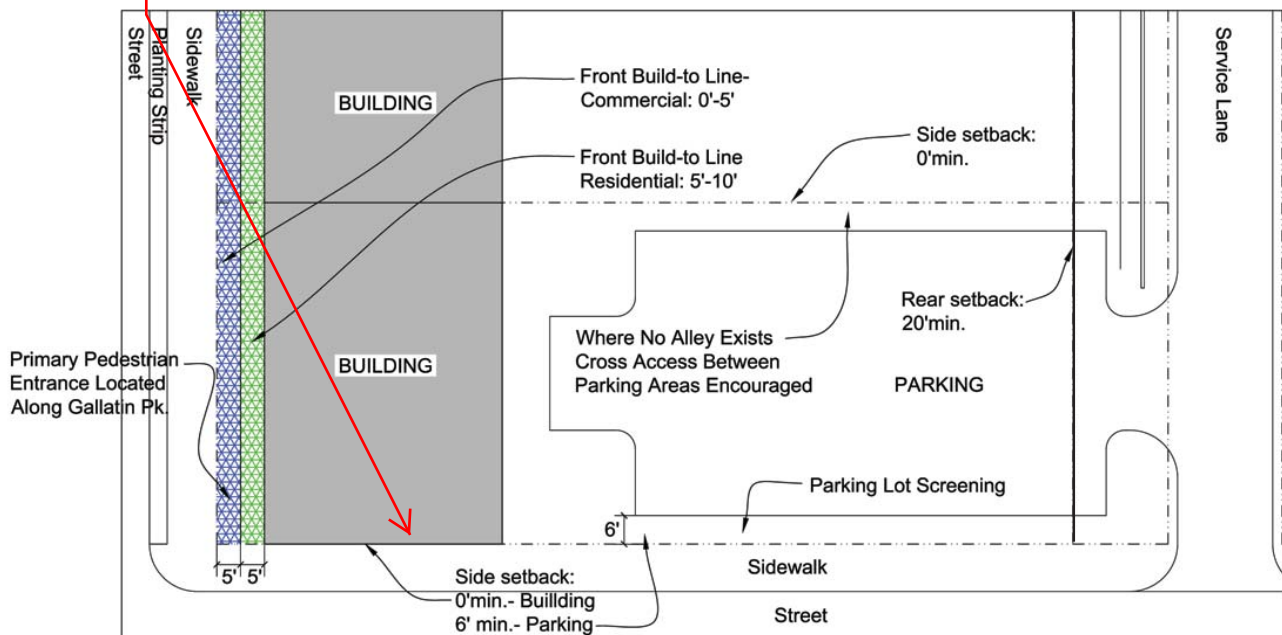 Street
Planting Strip
Sidewalk
BUILDING
Front Build-to Line-
Commercial: 0'-5'
Front Build-to Line
Residential: 5'-10'
Side setback:
0'min.
Service Lane
Rear setback:
20'min.
Where No Alley Exists
Cross Access Between
Parking Areas Encouraged
PARKING
BUILDING
Primary Pedestrian
Entrance Located
Along Gallatin Pk.
Parking Lot Screening
6'
5'
5'
Side setback:
0'min.- Buillding
6' min.- Parking
Sidewalk
Street